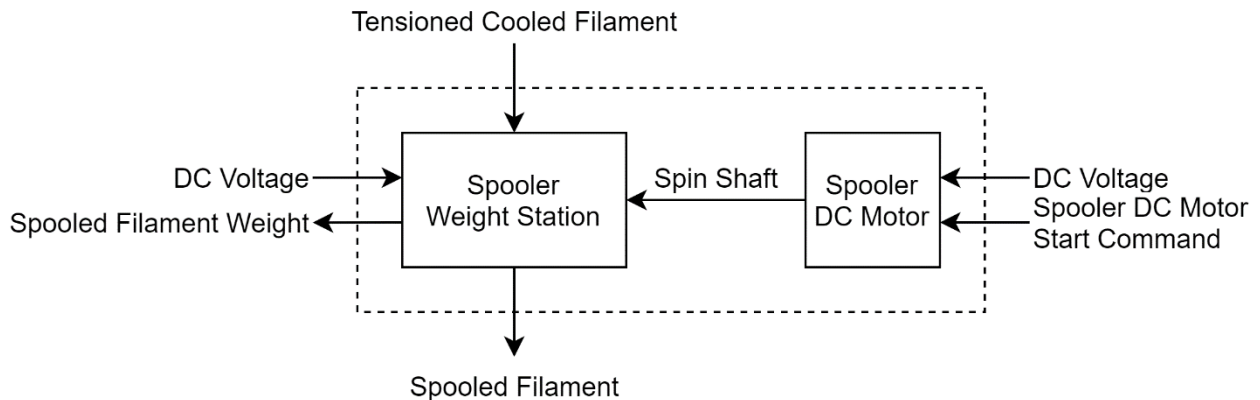 Tensioned Cooled Filament
DC Voltage
Spooled Filament Weight
Spooler
Weight Station
Spin Shaft
Spooler
DC Motor
DC Voltage
Spooler DC Motor
Start Command
Spooled Filament